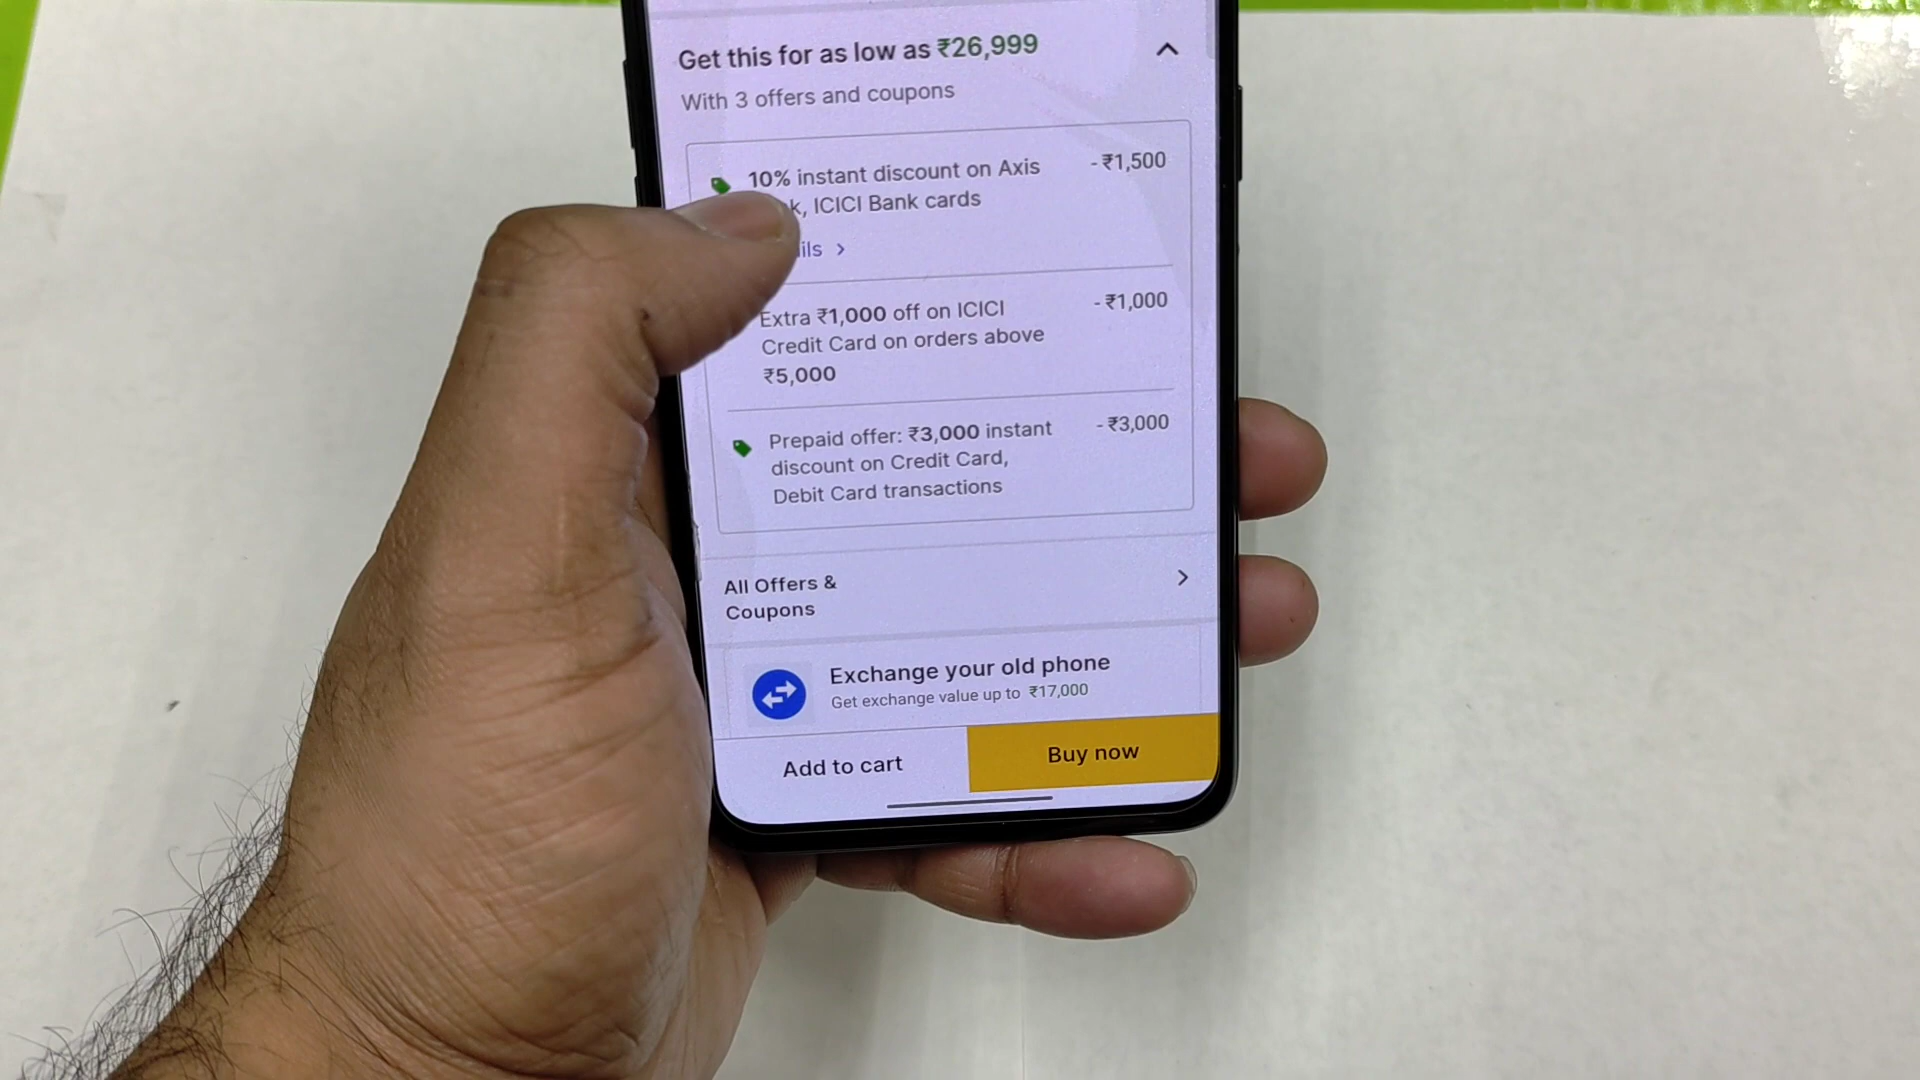 Get this for as low as ₹26,999
With 3 offers and coupons
10% instant discount on Axis
-₹1,500
ICICI Bank cards
Extra ₹1,000 off on ICICI
-₹1,000
Credit Card on orders above
₹5,000
Prepaid offer: ₹3,000 instant
-₹3,000
discount on Credit Card,
Debit Card transactions
All Offers &
Coupons
Exchange your old phone
Get exchange value up to ₹17,000
Add to cart
Buy now